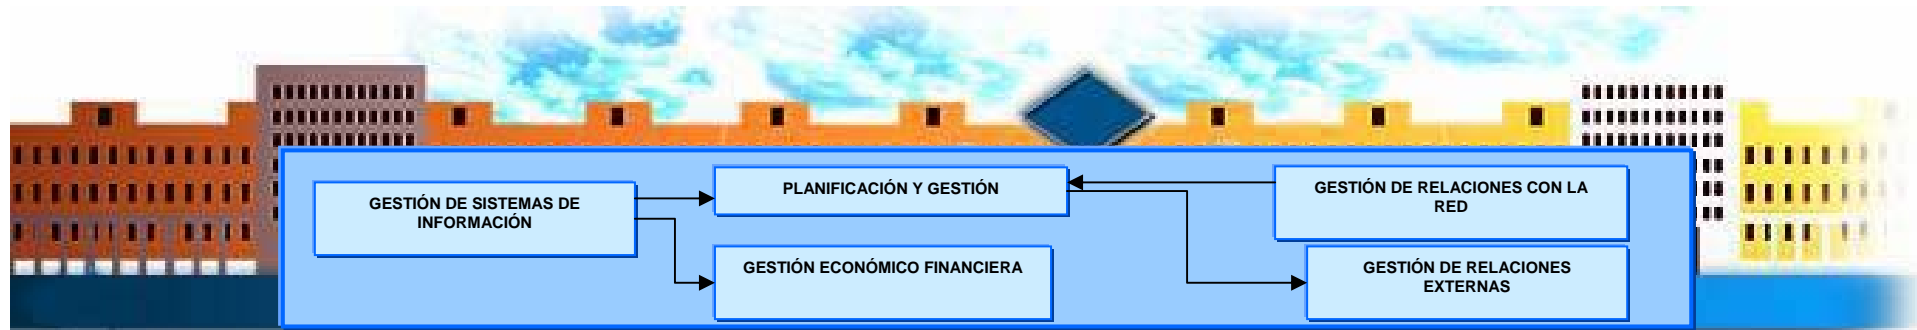 GESTIÓN DE SISTEMAS DE
INFORMACIÓN
PLANIFICACIÓN Y GESTIÓN
GESTIÓN ECONÓMICO FINANCIERA
GESTIÓN DE RELACIONES CON LA
RED
GESTIÓN DE RELACIONES
EXTERNAS